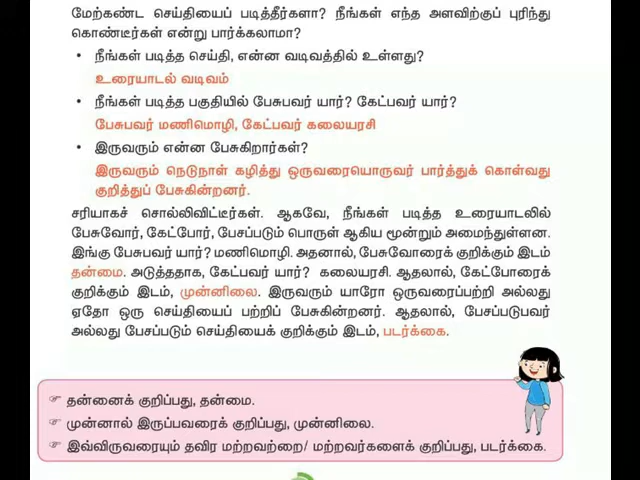 மேற்கண்ட செய்தியைப் படித்தீர்களா? நீங்கள் எந்த அளவிற்குப் புரிந்து
கொண்டீர்கள் என்று பார்க்கலாமா?
• நீங்கள் படித்த செய்தி, என்ன வடிவத்தில் உள்ளது?
உரையாடல் வடிவம்
• நீங்கள் படித்த பகுதியில் பேசுபவர் யார்? கேட்பவர் யார்?
பேசுபவர் மணிமொழி, கேட்பவர் கலையரசி
• இருவரும் என்ன பேசுகிறார்கள்?
இருவரும் நெடுநாள் கழித்து ஒருவரையொருவர் பார்த்துக் கொள்வது
குறித்துப் பேசுகின்றனர்.
சரியாகச் சொல்லிவிட்டீர்கள். ஆகவே, நீங்கள் படித்த உரையாடலில்
பேசுவோர், கேட்போர், பேசப்படும் பொருள் ஆகிய மூன்றும் அமைந்துள்ளன.
இங்கு பேசுபவர் யார்? மணிமொழி. அதனால், பேசுவோரைக் குறிக்கும் இடம்
தன்மை. அடுத்ததாக, கேட்பவர் யார்? கலையரசி. ஆதலால், கேட்போரைக்
குறிக்கும் இடம், முன்னிலை. இருவரும் யாரோ ஒருவரைப்பற்றி அல்லது
ஏதோ ஒரு செய்தியைப் பற்றிப் பேசுகின்றனர். ஆதலால், பேசப்படுபவர்
அல்லது பேசப்படும் செய்தியைக் குறிக்கும் இடம், படர்க்கை.
☞ தன்னைக் குறிப்பது, தன்மை.
☞ முன்னால் இருப்பவரைக் குறிப்பது, முன்னிலை.
☞ இவ்விருவரையும் தவிர மற்றவற்றை/ மற்றவர்களைக் குறிப்பது, படர்க்கை.